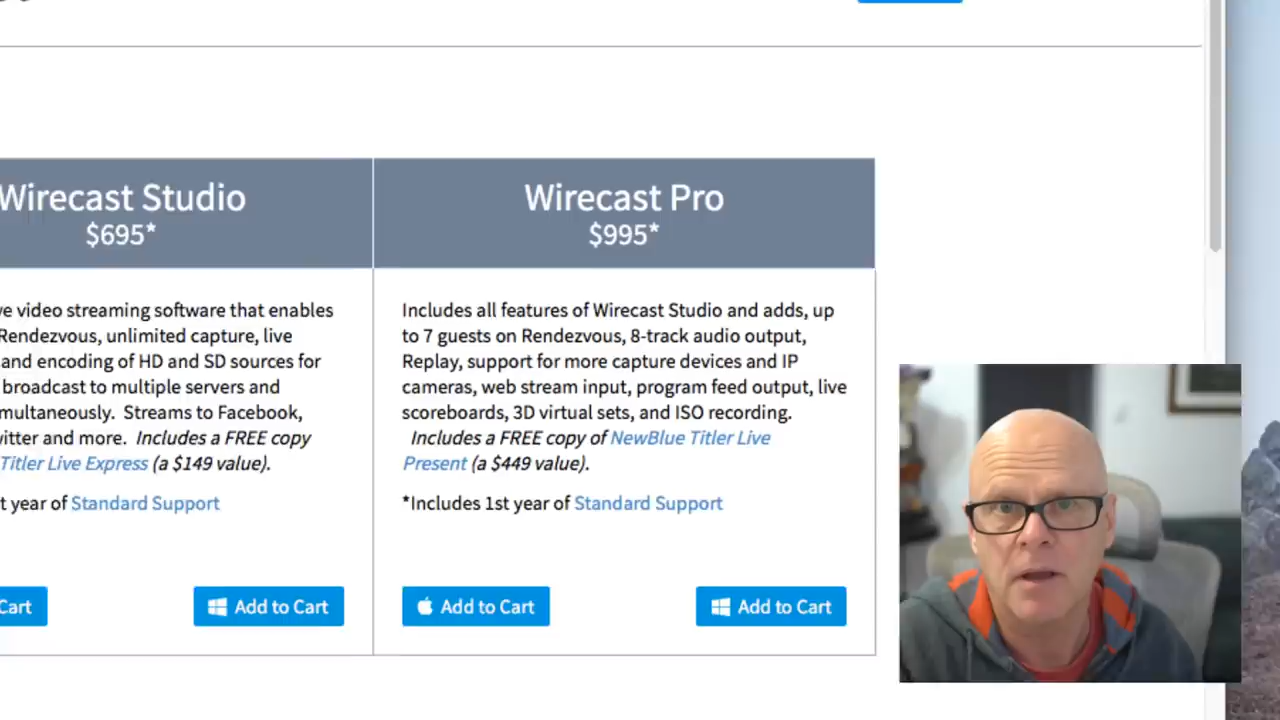 Wirecast Studio
$695*
ve video streaming software that enables
Rendezvous, unlimited capture, live
and encoding of HD and SD sources for
broadcast to multiple servers and
multaneously. Streams to Facebook,
itter and more. Includes a FREE copy
Titler Live Express (a $149 value).
t year of Standard Support
Cart
Add to Cart
Wirecast Pro
$995*
Includes all features of Wirecast Studio and adds, up
to 7 guests on Rendezvous, 8-track audio output,
Replay, support for more capture devices and IP
cameras, web stream input, program feed output, live
scoreboards, 3D virtual sets, and ISO recording.
Includes a FREE copy of NewBlue Titler Live
Present (a $449 value).
*Includes 1st year of Standard Support
Add to Cart
Add to Cart